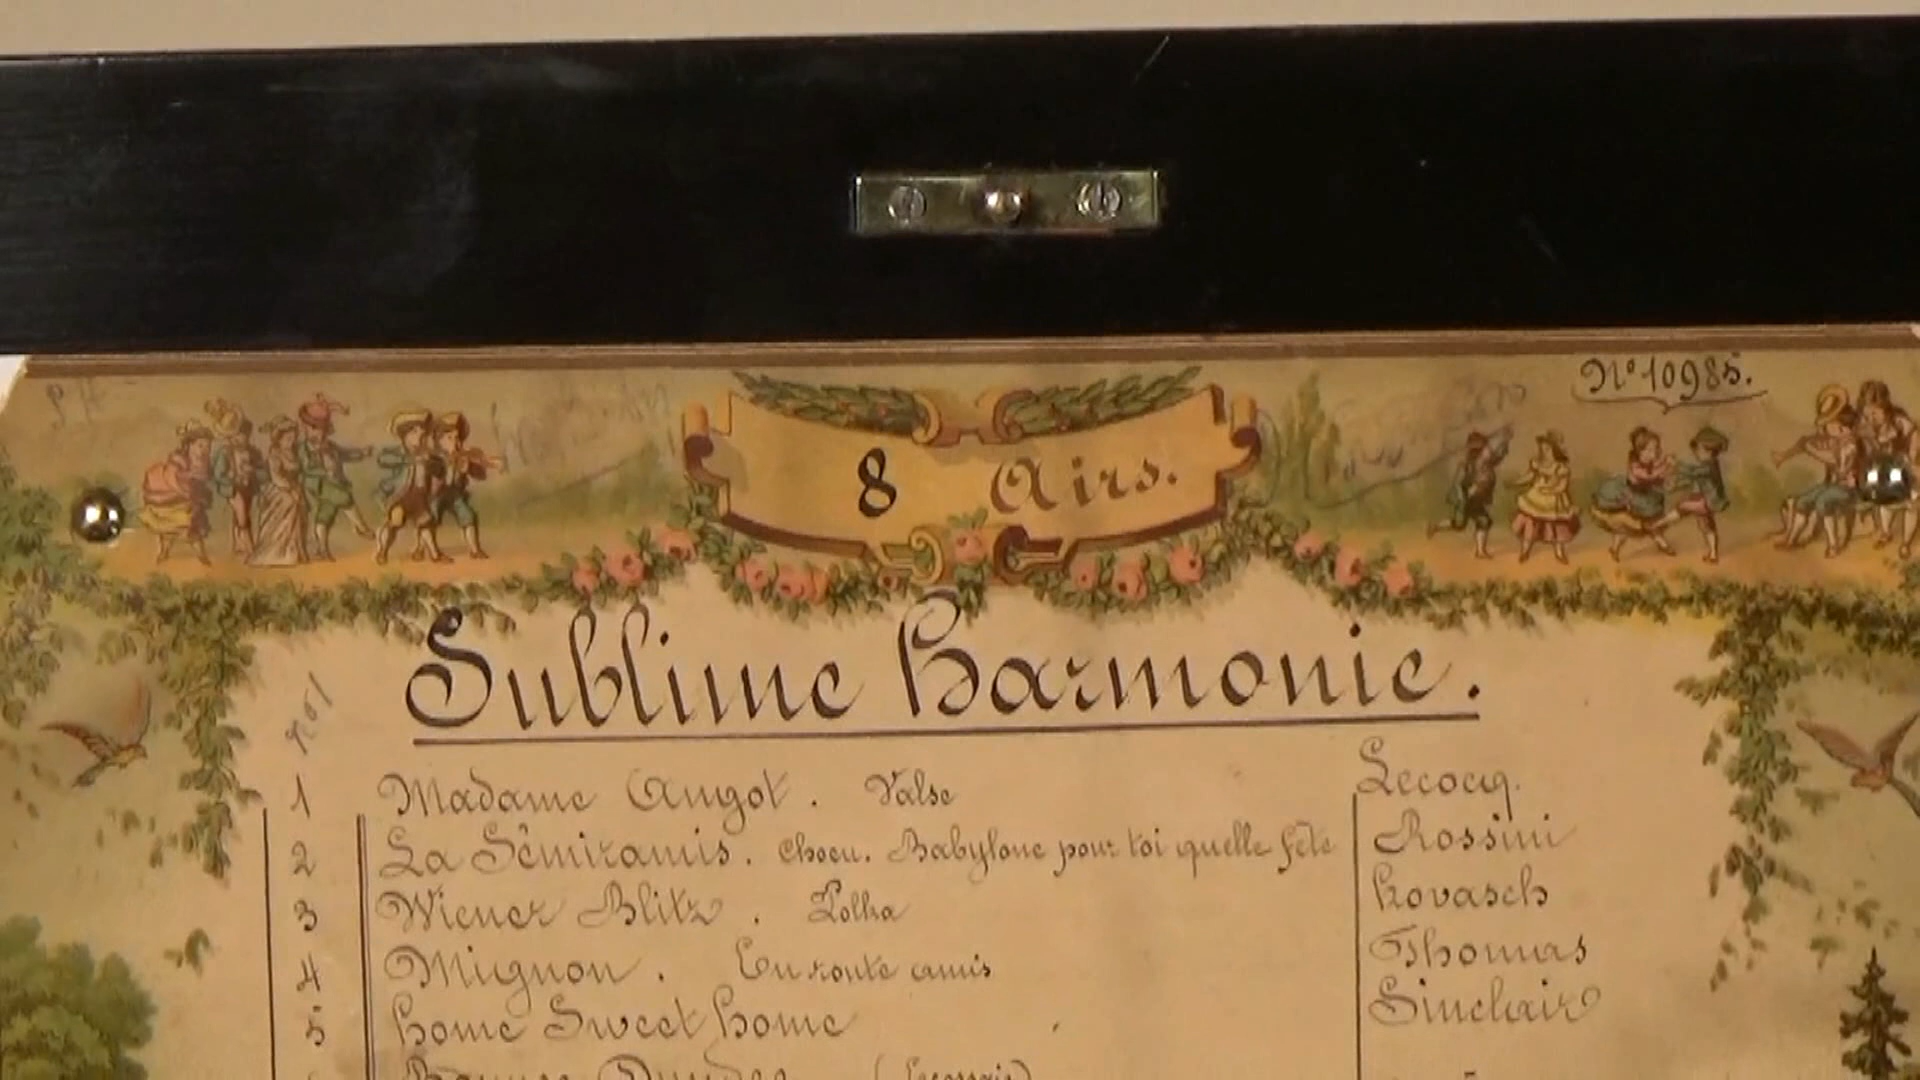 Nº 10985.
8 Airs.
Sublime Harmonie.
1 Madame Angot. Valse Lecocq.
2 La Sémiramis. Choeu. Babylone pour toi quelle fête Rossini
3 Wiener Blitz. Polka Kovasch
4 Mignon. En route amis Thomas
5 Home Sweet Home Sinclair